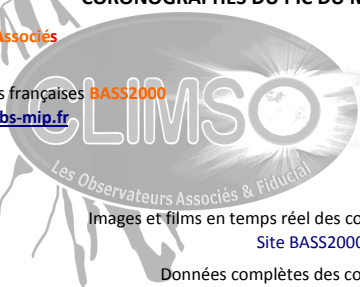 CORONOGRAPHES DU PIC DU M
Associés
s françaises BASS2000
bs-mip.fr
CLIMSO
Les Observateurs Associés & Fiducial
Images et films en temps réel des co
Site BASS2000
Données complètes des co